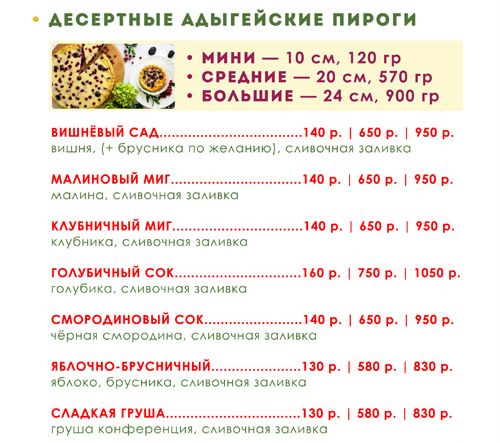 • ДЕСЕРТНЫЕ АДЫГЕЙСКИЕ ПИРОГИ
• МИНИ — 10 см, 120 гр
• СРЕДНИЕ — 20 см, 570 гр
• БОЛЬШИЕ — 24 см, 900 гр
ВИШНЁВЫЙ САД................................140 р. | 650 р. | 950 р.
вишня, (+ брусника по желанию), сливочная заливка
МАЛИНОВЫЙ МИГ..............................140 р. | 650 р. | 950 р.
малина, сливочная заливка
КЛУБНИЧНЫЙ МИГ..............................140 р. | 650 р. | 950 р.
клубника, сливочная заливка
ГОЛУБИЧНЫЙ СОК.............................160 р. | 750 р. | 1050 р.
голубика, сливочная заливка
СМОРОДИНОВЫЙ СОК......................140 р. | 650 р. | 950 р.
чёрная смородина, сливочная заливка
ЯБЛОЧНО-БРУСНИЧНЫЙ....................130 р. | 580 р. | 830 р.
яблоко, брусника, сливочная заливка
СЛАДКАЯ ГРУША...............................130 р. | 580 р. | 830 р.
груша конференция, сливочная заливка